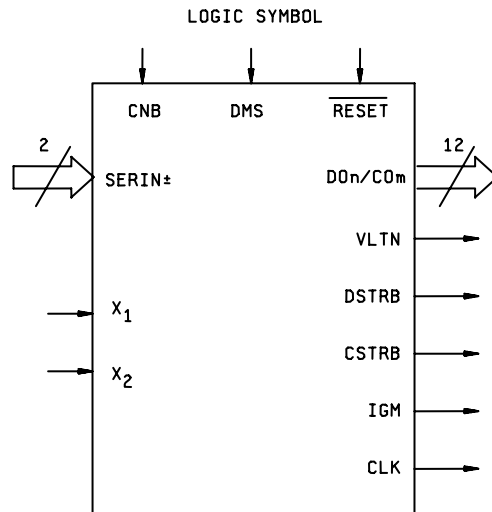 LOGIC SYMBOL
CNB DMS RESET
2 12
SERIN± DOn/COm
VLTN
DSTRB
X1
CSTRB
X2
IGM
CLK